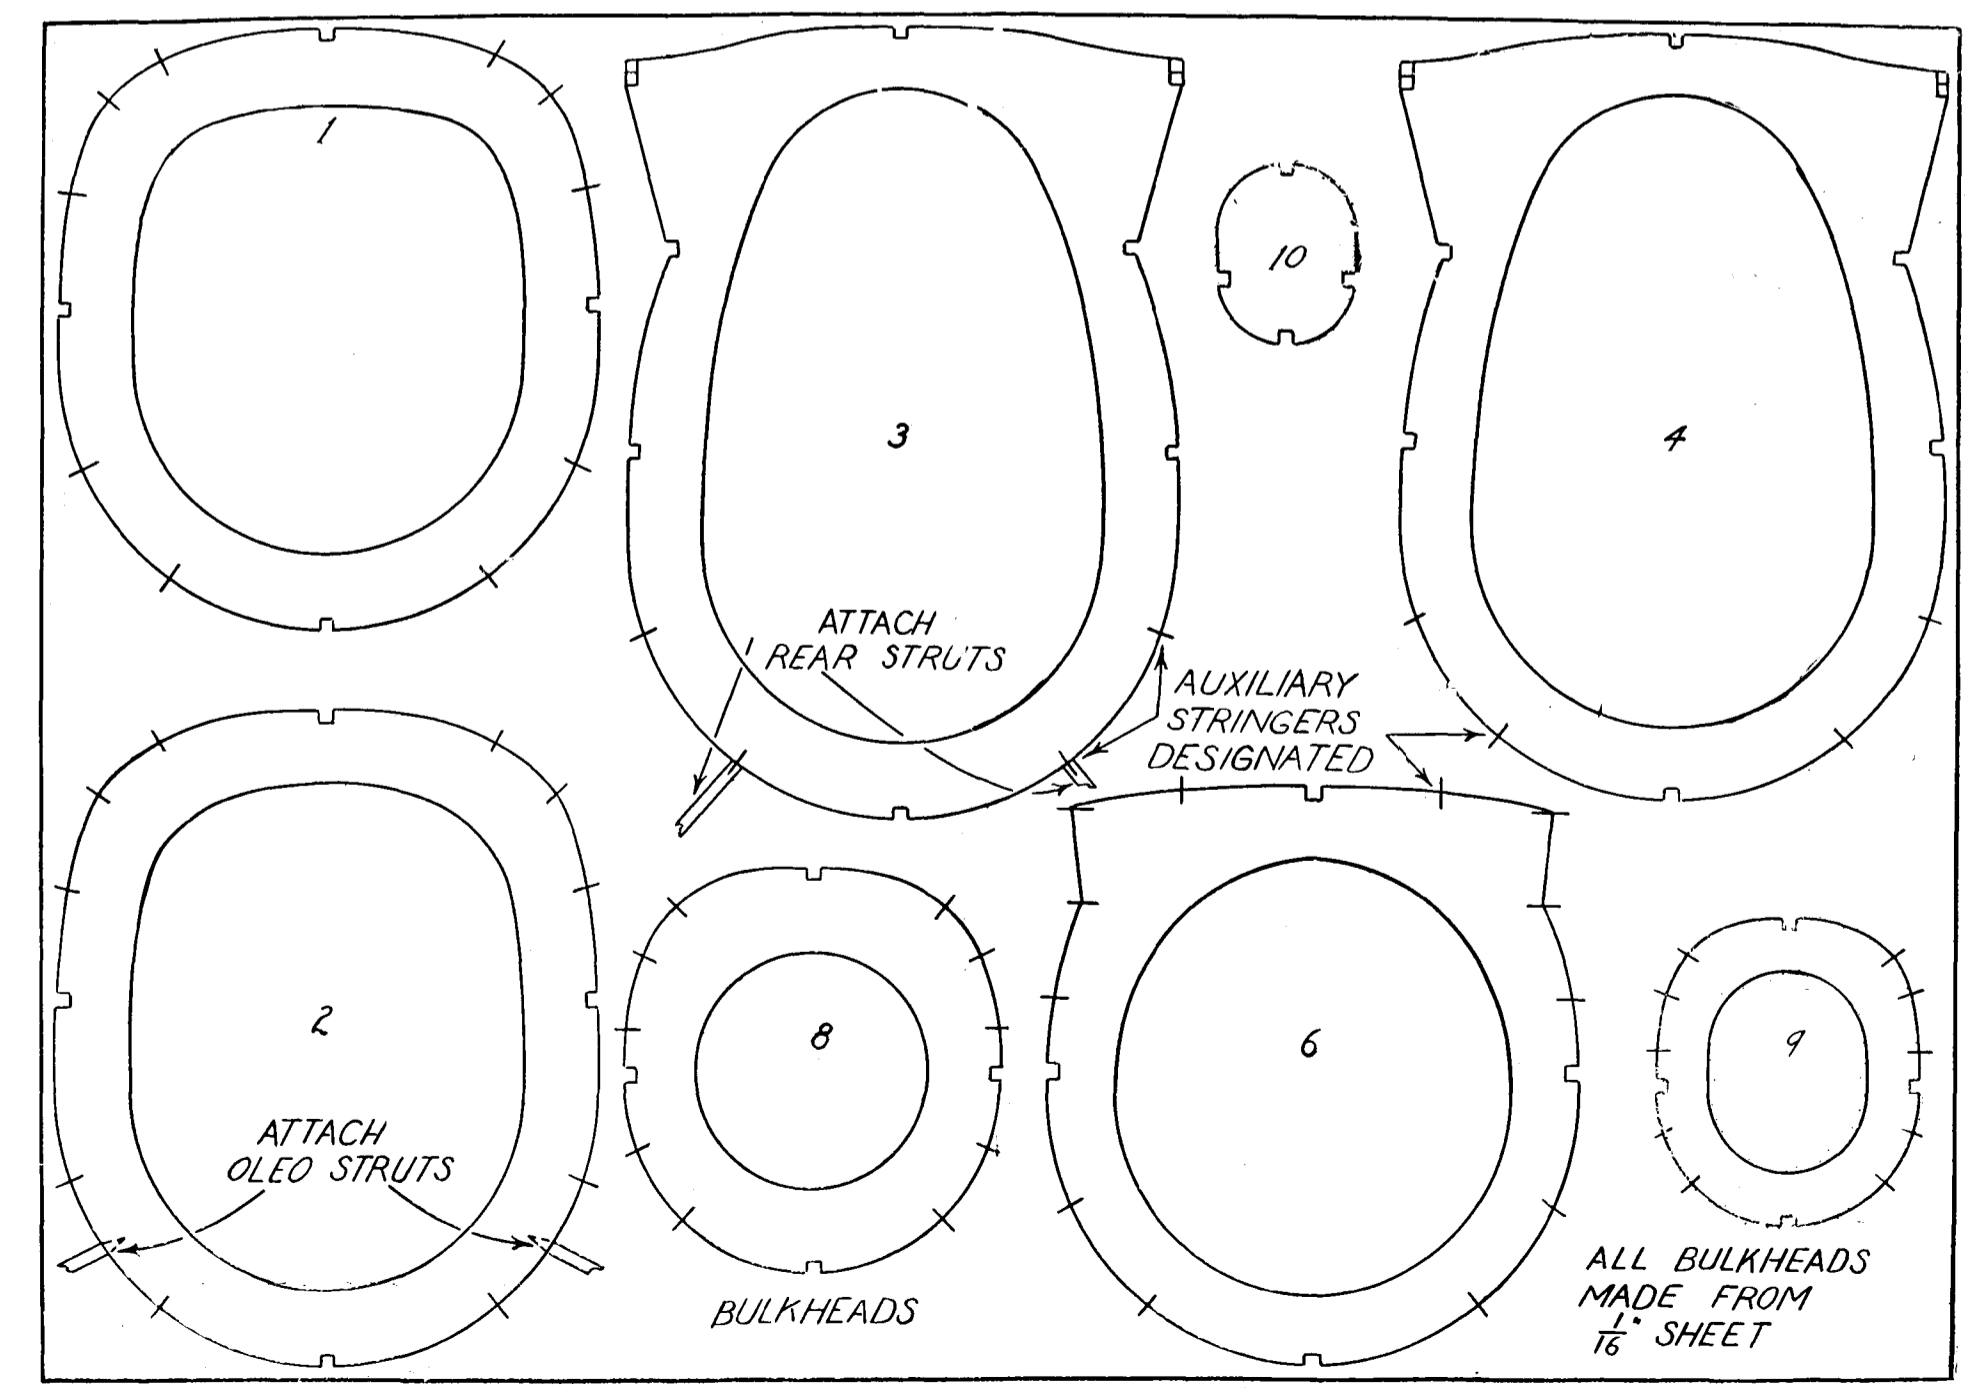 1
3
10
4
ATTACH
REAR STRUTS
AUXILIARY
STRINGERS
DESIGNATED
2
8
6
9
ATTACH
OLEO STRUTS
BULKHEADS
ALL BULKHEADS
MADE FROM
1/16" SHEET